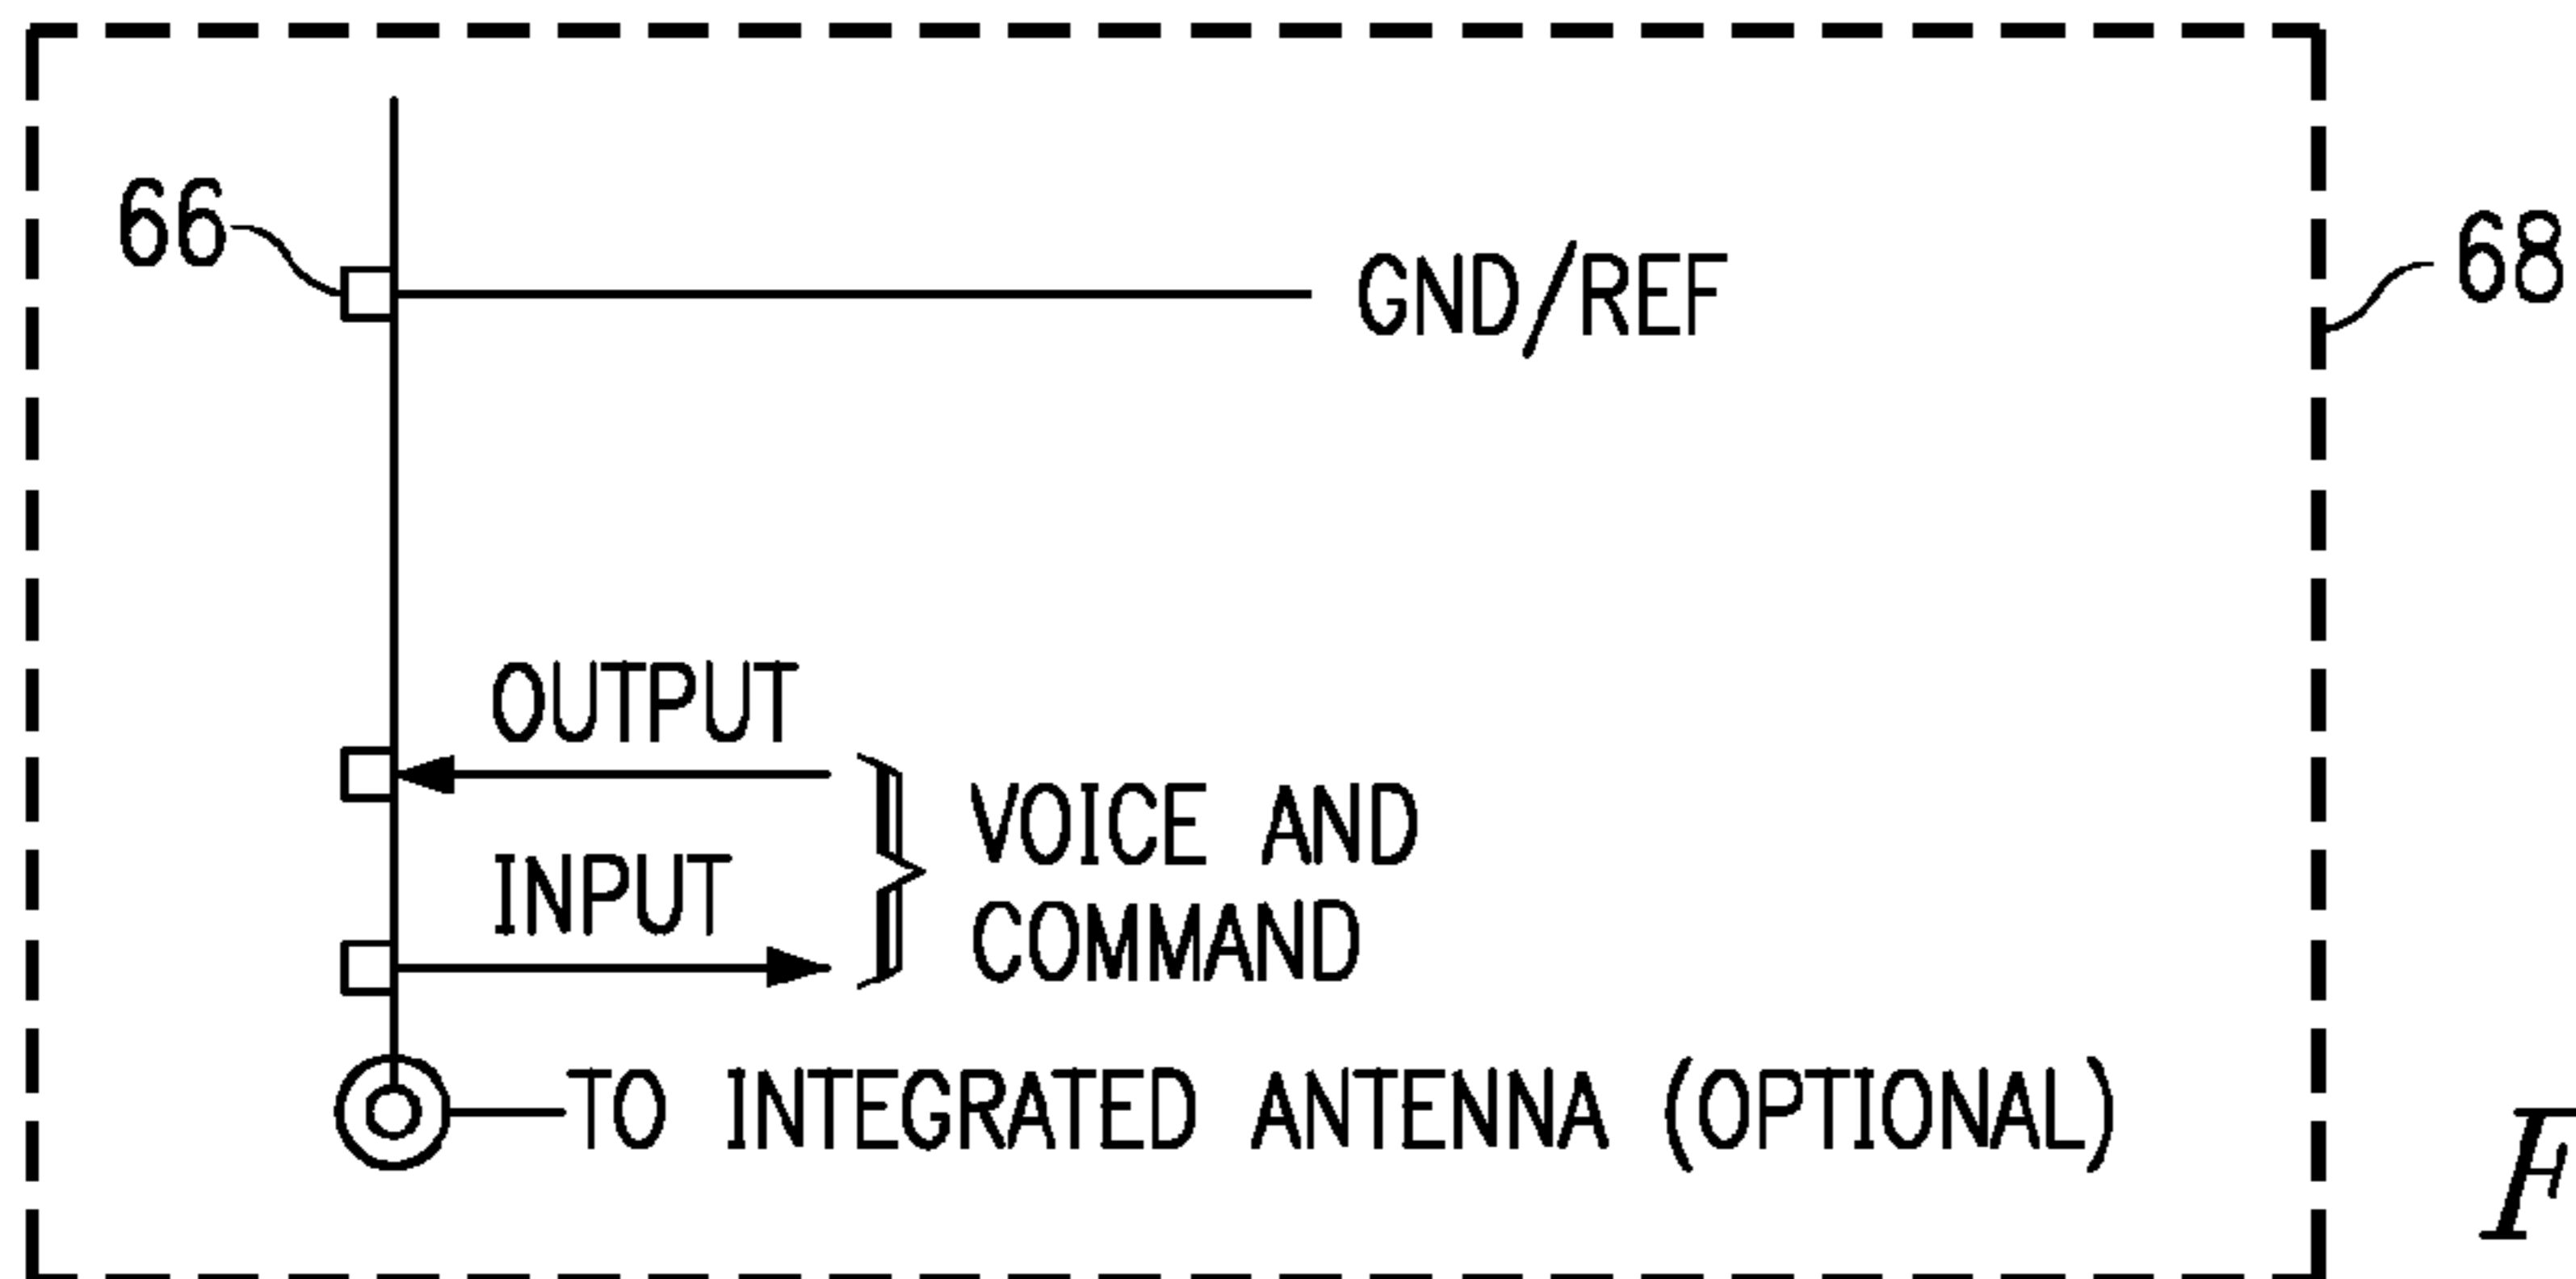 66
GND/REF
68
OUTPUT
VOICE AND
INPUT
COMMAND
TO INTEGRATED ANTENNA (OPTIONAL)
F